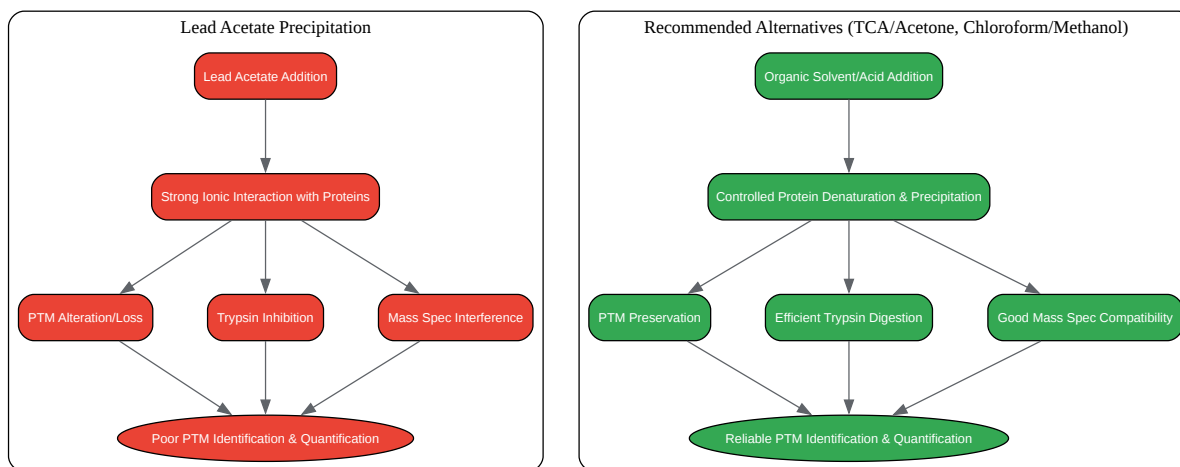 Lead Acetate Precipitation
Lead Acetate Addition
Strong Ionic Interaction with Proteins
PTM Alteration/Loss
Trypsin Inhibition
Mass Spec Interference
Poor PTM Identification & Quantification
Recommended Alternatives (TCA/Acetone, Chloroform/Methanol)
Organic Solvent/Acid Addition
Controlled Protein Denaturation & Precipitation
PTM Preservation
Efficient Trypsin Digestion
Good Mass Spec Compatibility
Reliable PTM Identification & Quantification